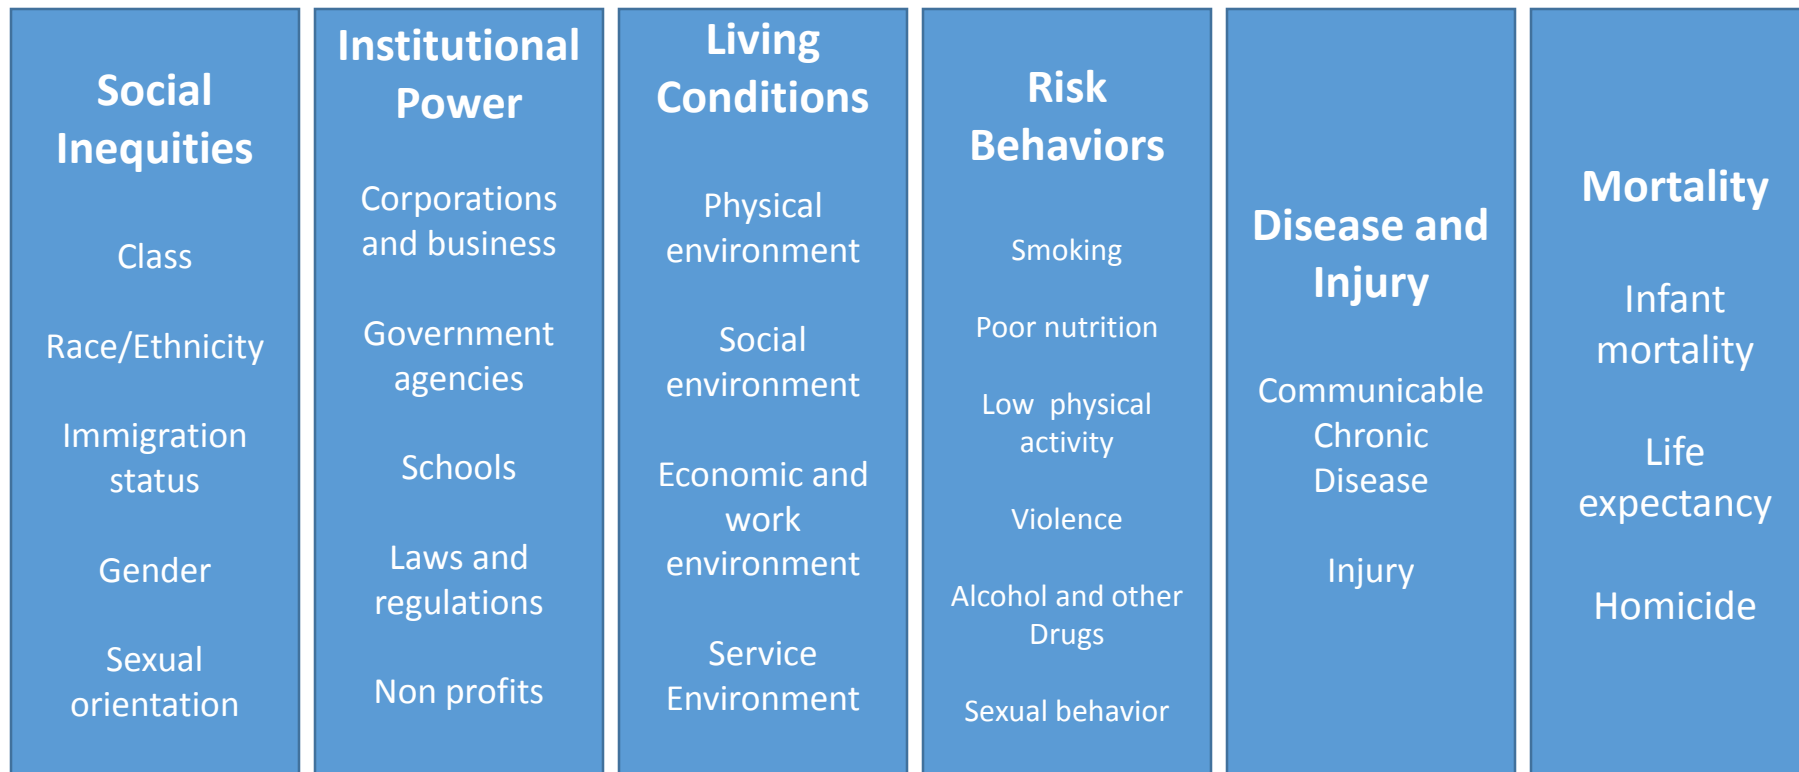 Social
Inequities
Class
Race/Ethnicity
Immigration
status
Gender
Sexual
orientation
Institutional
Power
Corporations
and business
Government
agencies
Schools
Laws and
regulations
Non profits
Living
Conditions
Physical
environment
Social
environment
Economic and
work
environment
Service
Environment
Risk
Behaviors
Smoking
Poor nutrition
Low  physical
activity
Violence
Alcohol and other
Drugs
Sexual behavior
Disease and
Injury
Communicable
Chronic
Disease
Injury
Mortality
Infant
mortality
Life
expectancy
Homicide